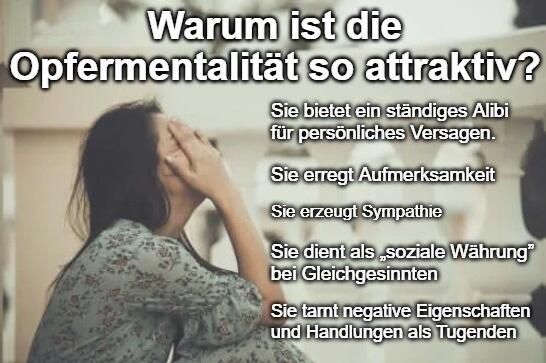 Warum ist die
Opfermentalität so attraktiv?
Sie bietet ein ständiges Alibi
für persönliches Versagen.
Sie erregt Aufmerksamkeit
Sie erzeugt Sympathie
Sie dient als „soziale Währung”
bei Gleichgesinnten
Sie tarnt negative Eigenschaften
und Handlungen als Tugenden